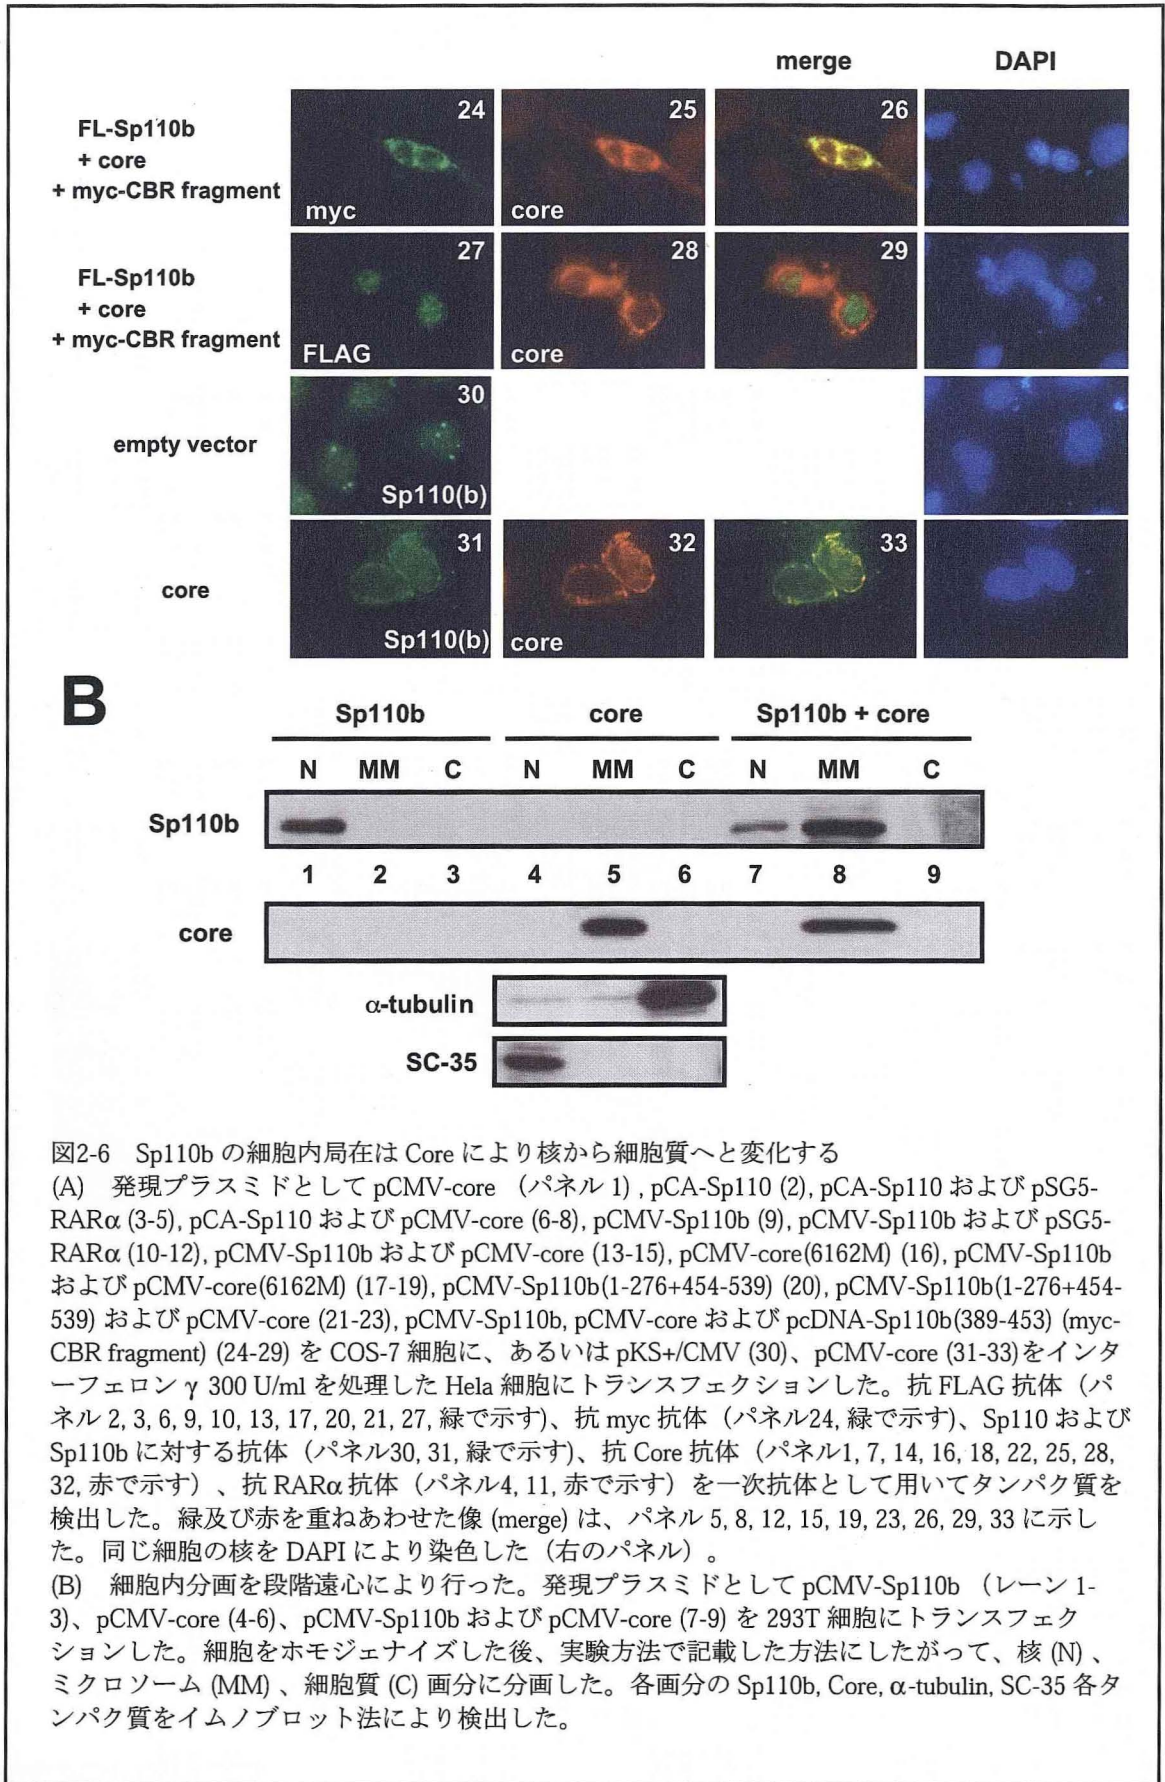 merge DAPI
FL-Sp110b
+ core
+ myc-CBR fragment
24 25 26
myc core
FL-Sp110b
+ core
+ myc-CBR fragment
27 28 29
FLAG core
empty vector
30
Sp110(b)
core
31 32 33
Sp110(b) core
B
Sp110b core Sp110b + core
N MM C N MM C N MM C
Sp110b
1 2 3 4 5 6 7 8 9
core
α-tubulin
SC-35
図2-6 Sp110b の細胞内局在は Core により核から細胞質へと変化する
(A) 発現プラスミドとして pCMV-core （パネル 1) , pCA-Sp110 (2), pCA-Sp110 および pSG5-
RARα (3-5), pCA-Sp110 および pCMV-core (6-8), pCMV-Sp110b (9), pCMV-Sp110b および pSG5-
RARα (10-12), pCMV-Sp110b および pCMV-core (13-15), pCMV-core(6162M) (16), pCMV-Sp110b
および pCMV-core(6162M) (17-19), pCMV-Sp110b(1-276+454-539) (20), pCMV-Sp110b(1-276+454-
539) および pCMV-core (21-23), pCMV-Sp110b, pCMV-core および pcDNA-Sp110b(389-453) (myc-
CBR fragment) (24-29) を COS-7 細胞に、あるいは pKS+/CMV (30)、pCMV-core (31-33)をインタ
ーフェロン γ 300 U/ml を処理した Hela 細胞にトランスフェクションした。抗 FLAG 抗体（パ
ネル 2, 3, 6, 9, 10, 13, 17, 20, 21, 27, 緑で示す)、抗 myc 抗体（パネル24, 緑で示す)、Sp110 および
Sp110b に対する抗体（パネル30, 31, 緑で示す)、抗 Core 抗体（パネル1, 7, 14, 16, 18, 22, 25, 28,
32, 赤で示す）、抗 RARα 抗体（パネル4, 11, 赤で示す）を一次抗体として用いてタンパク質を
検出した。緑及び赤を重ねあわせた像 (merge) は、パネル 5, 8, 12, 15, 19, 23, 26, 29, 33 に示し
た。同じ細胞の核を DAPI により染色した（右のパネル）。
(B) 細胞内分画を段階遠心により行った。発現プラスミドとして pCMV-Sp110b （レーン 1-
3)、pCMV-core (4-6)、pCMV-Sp110b および pCMV-core (7-9) を 293T 細胞にトランスフェク
ションした。細胞をホモジェナイズした後、実験方法で記載した方法にしたがって、核 (N) 、
ミクロソーム (MM) 、細胞質 (C) 画分に分画した。各画分の Sp110b, Core, α-tubulin, SC-35 各タ
ンパク質をイムノブロット法により検出した。